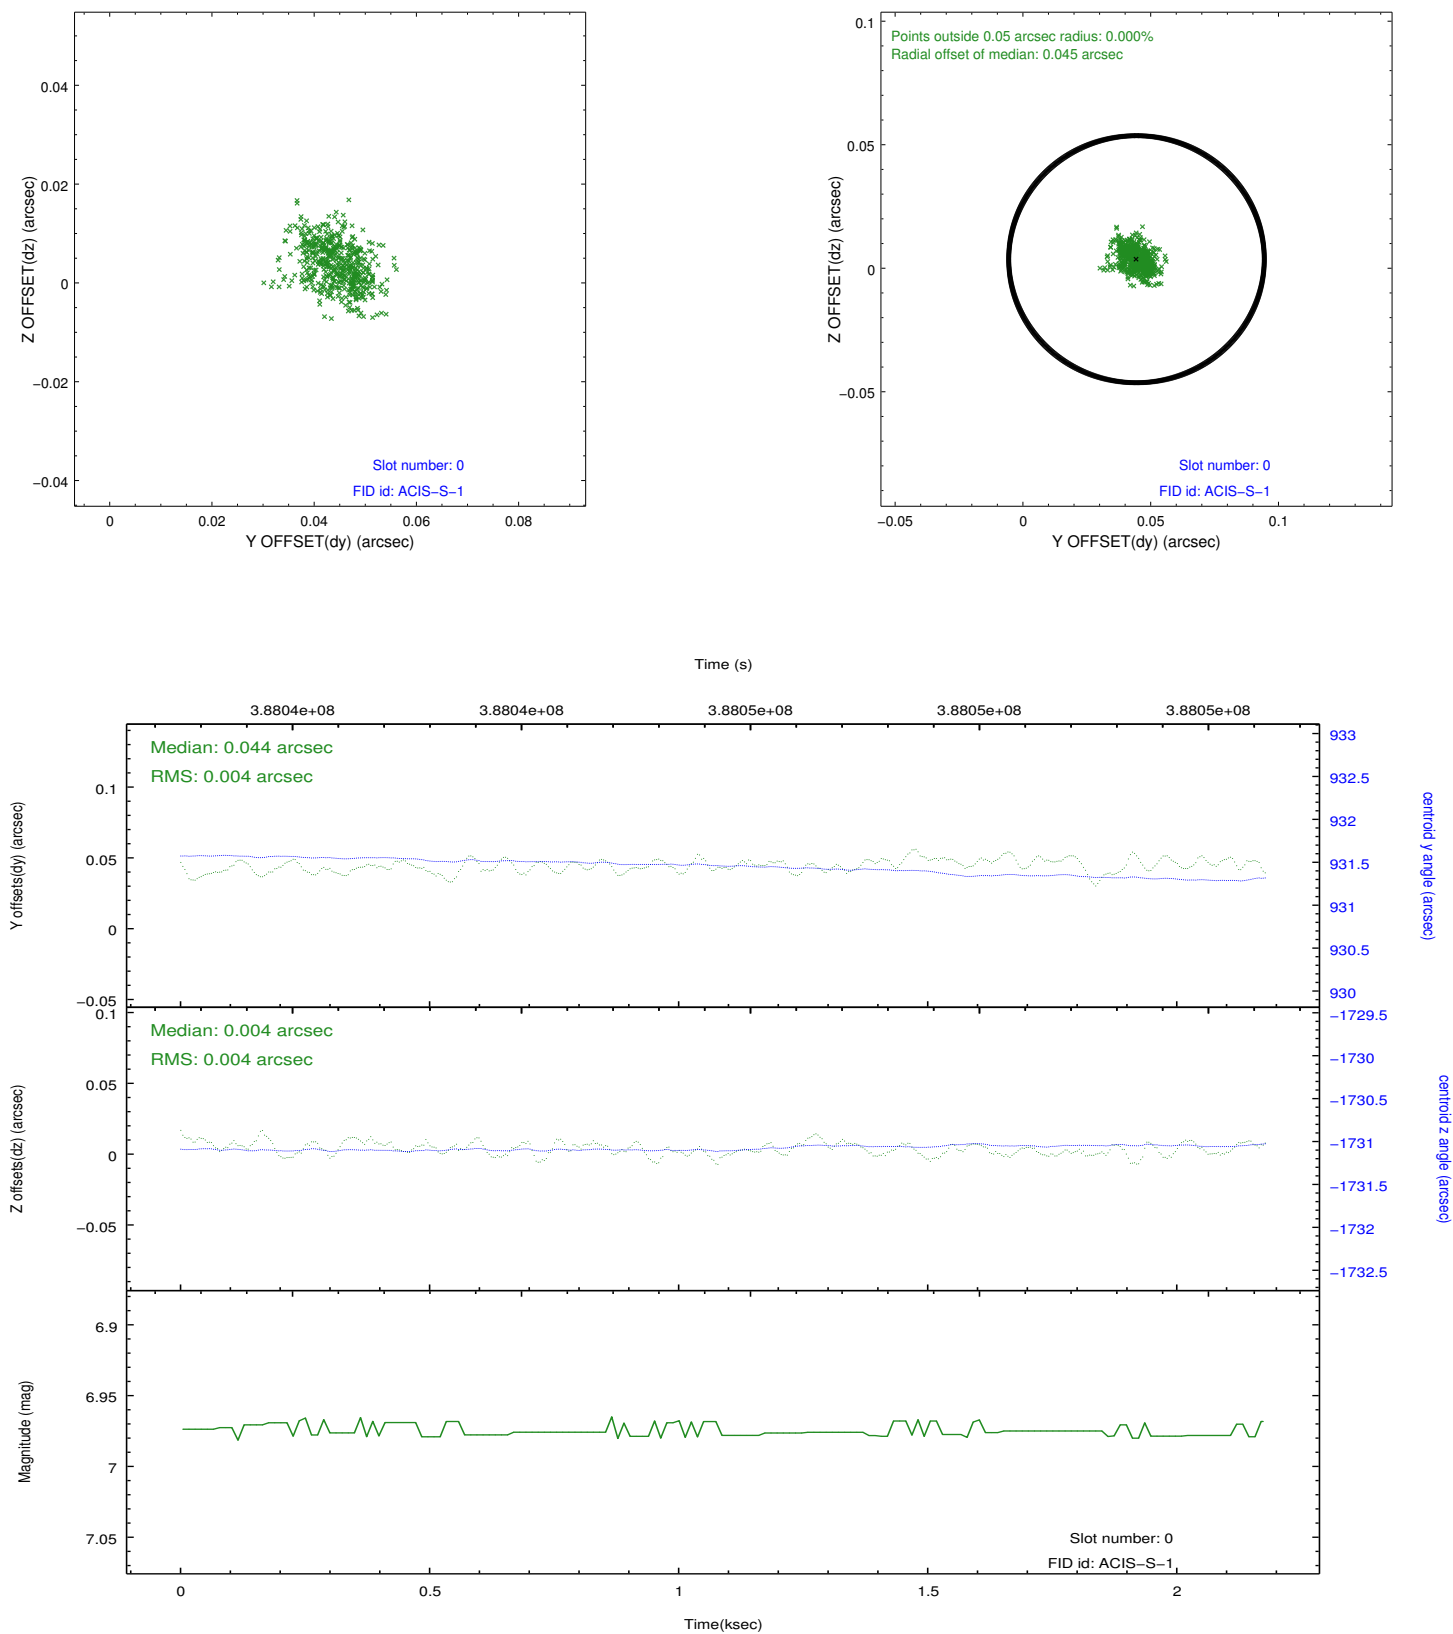 0.04
0.02
0
−0.02
−0.04
Z OFFSET(dz) (arcsec)
0
0.02
0.04
0.06
0.08
Y OFFSET(dy) (arcsec)
Slot number: 0
FID id: ACIS−S−1
Points outside 0.05 arcsec radius: 0.000%
Radial offset of median: 0.045 arcsec
0.1
0.05
0
−0.05
Z OFFSET(dz) (arcsec)
−0.05
0
0.05
0.1
Y OFFSET(dy) (arcsec)
Slot number: 0
FID id: ACIS−S−1
Time (s)
3.8804e+08
3.8804e+08
3.8805e+08
3.8805e+08
3.8805e+08
Median: 0.044 arcsec
RMS: 0.004 arcsec
0.1
0.05
0
−0.05
Y offsets(dy) (arcsec)
933
932.5
932
931.5
931
930.5
930
centroid y angle (arcsec)
Median: 0.004 arcsec
RMS: 0.004 arcsec
0.1
0.05
0
−0.05
Z offsets(dz) (arcsec)
−1729.5
−1730
−1730.5
−1731
−1731.5
−1732
−1732.5
centroid z angle (arcsec)
6.9
6.95
7
7.05
Magnitude (mag)
Slot number: 0
FID id: ACIS−S−1
0
0.5
1
1.5
2
Time(ksec)